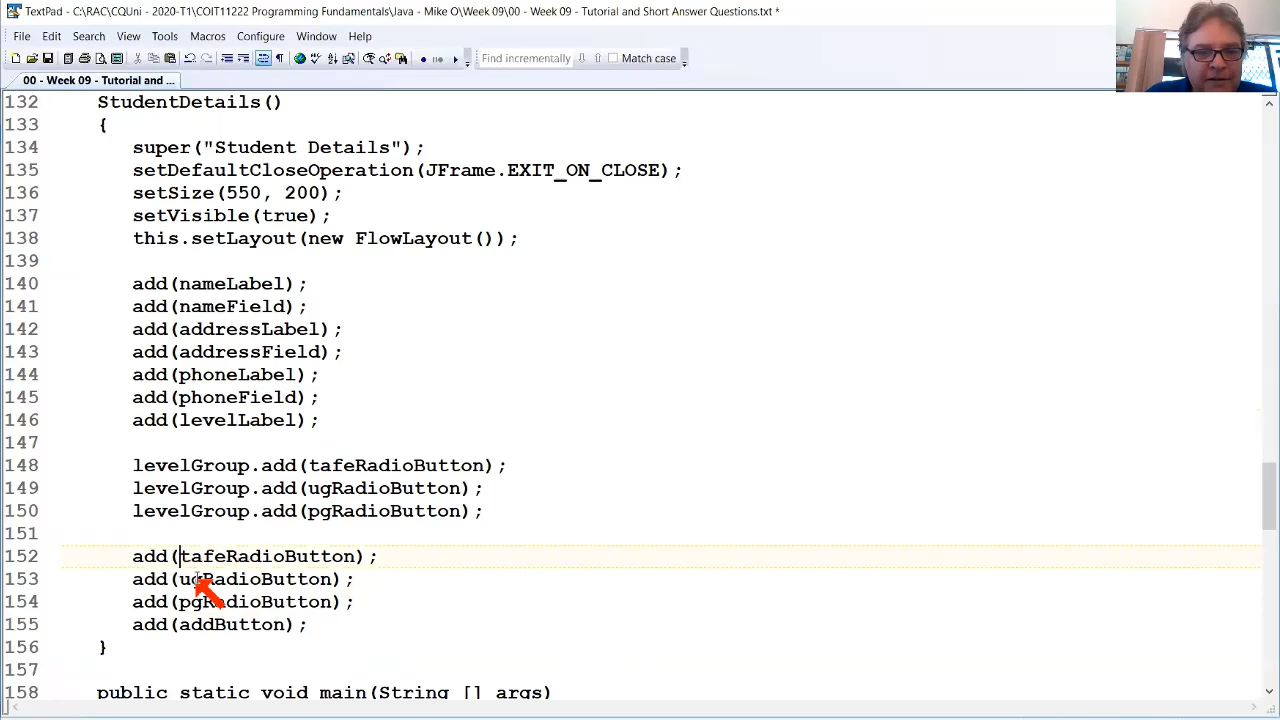 TextPad - C:\RAC\CQUni - 2020-T1\COIT11222 Programming Fundamentals\Java - Mike O\Week 09\00 - Week 09 - Tutorial and Short Answer Questions.txt *
File Edit Search View Tools Macros Configure Window Help
Find incrementally Match case
00 - Week 09 - Tutorial and ...
132 StudentDetails()
133 {
134 super("Student Details");
135 setDefaultCloseOperation(JFrame.EXIT_ON_CLOSE);
136 setSize(550, 200);
137 setVisible(true);
138 this.setLayout(new FlowLayout());
139
140 add(nameLabel);
141 add(nameField);
142 add(addressLabel);
143 add(addressField);
144 add(phoneLabel);
145 add(phoneField);
146 add(levelLabel);
147
148 levelGroup.add(tafeRadioButton);
149 levelGroup.add(ugRadioButton);
150 levelGroup.add(pgRadioButton);
151
152 add(tafeRadioButton);
153 add(ugRadioButton);
154 add(pgRadioButton);
155 add(addButton);
156 }
157
158 public static void main(String [] args)